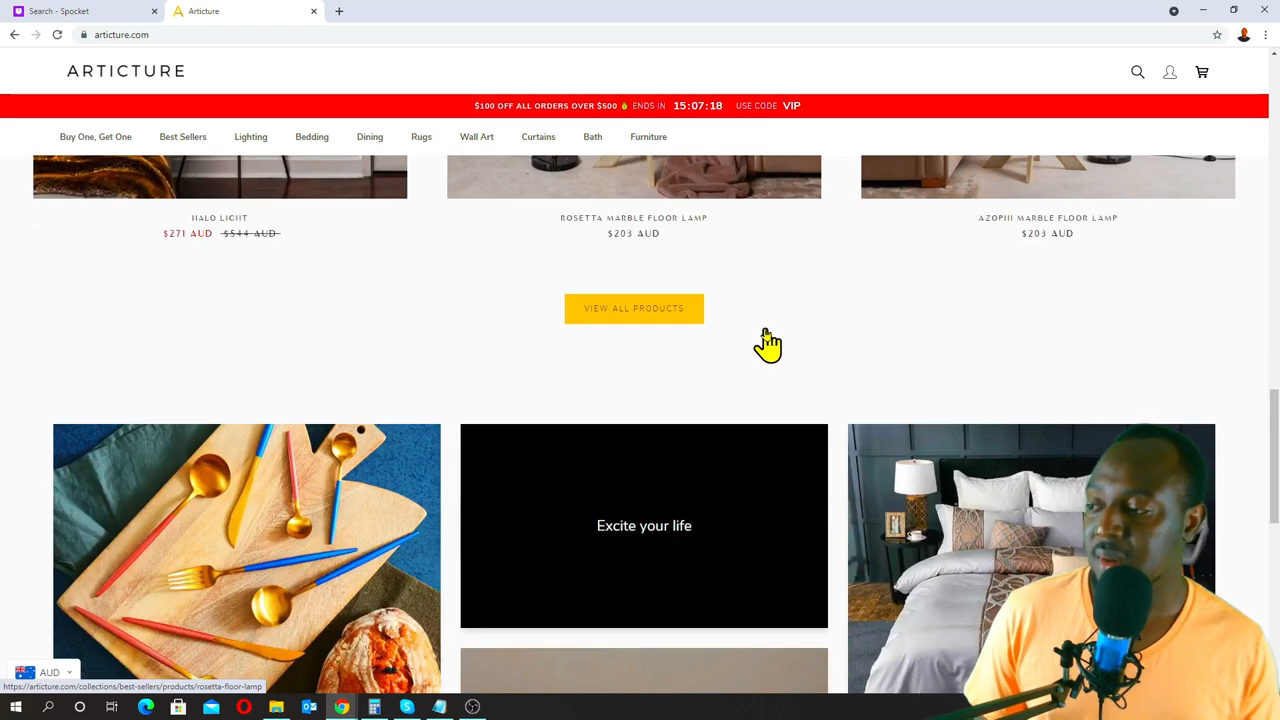 Search - Spocket
Articture
articture.com
ARTICTURE
$100 OFF ALL ORDERS OVER $500 ENDS IN 15:07:18 USE CODE VIP
Buy One, Get One Best Sellers Lighting Bedding Dining Rugs Wall Art Curtains Bath Furniture
HALO LIGHT
$271 AUD $544 AUD
ROSETTA MARBLE FLOOR LAMP
$203 AUD
AZOPHI MARBLE FLOOR LAMP
$203 AUD
VIEW ALL PRODUCTS
Excite your life
AUD
https://articture.com/collections/best-sellers/products/rosetta-floor-lamp